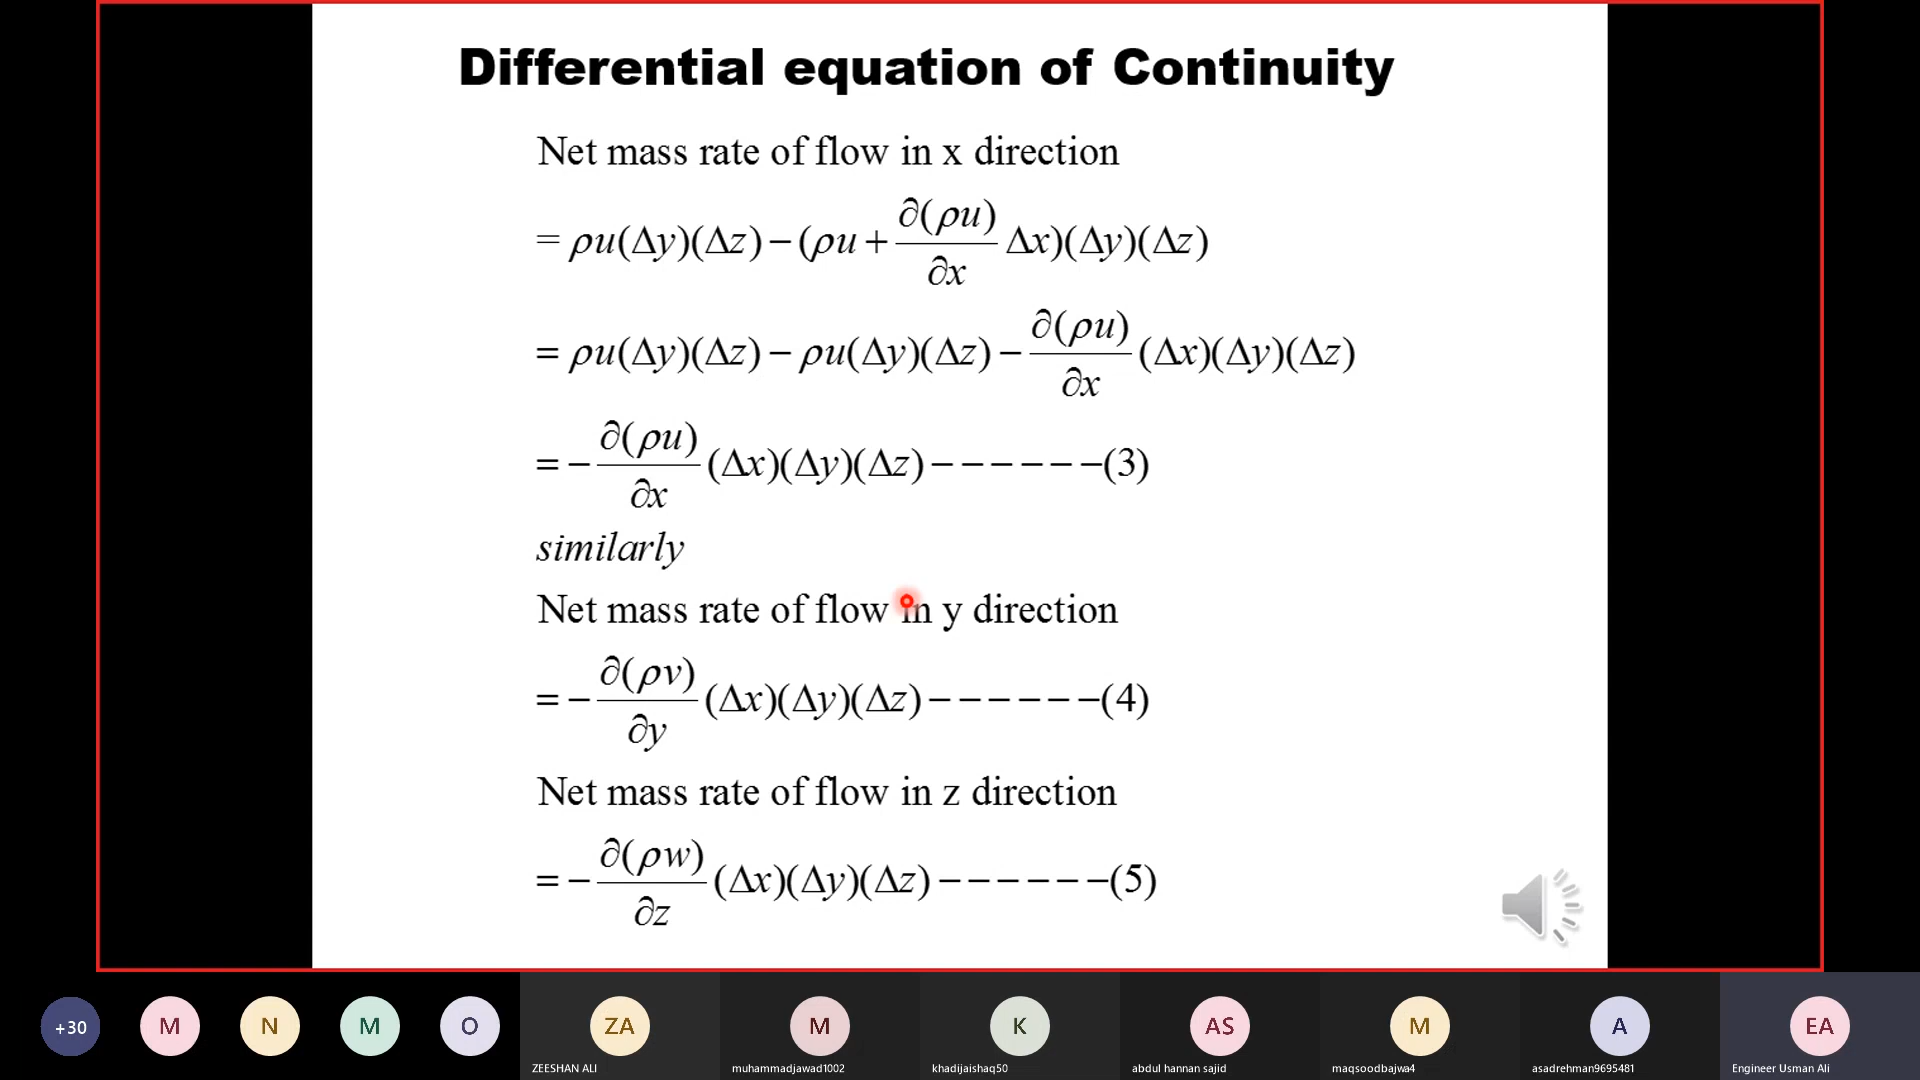 Differential equation of Continuity
Net mass rate of flow in x direction
= ρu(Δy)(Δz) − (ρu + ∂(ρu)/∂x Δx)(Δy)(Δz)
= ρu(Δy)(Δz) − ρu(Δy)(Δz) − ∂(ρu)/∂x (Δx)(Δy)(Δz)
= − ∂(ρu)/∂x (Δx)(Δy)(Δz) − − − − − −(3)
similarly
Net mass rate of flow in y direction
= − ∂(ρv)/∂y (Δx)(Δy)(Δz) − − − − − −(4)
Net mass rate of flow in z direction
= − ∂(ρw)/∂z (Δx)(Δy)(Δz) − − − − − −(5)
+30 M N M O ZA M K AS M A EA
ZEESHAN ALI muhammadjawad1002 khadijaishaq50 abdul hannan sajid maqsoodbajwa4 asadrehman9695481 Engineer Usman Ali